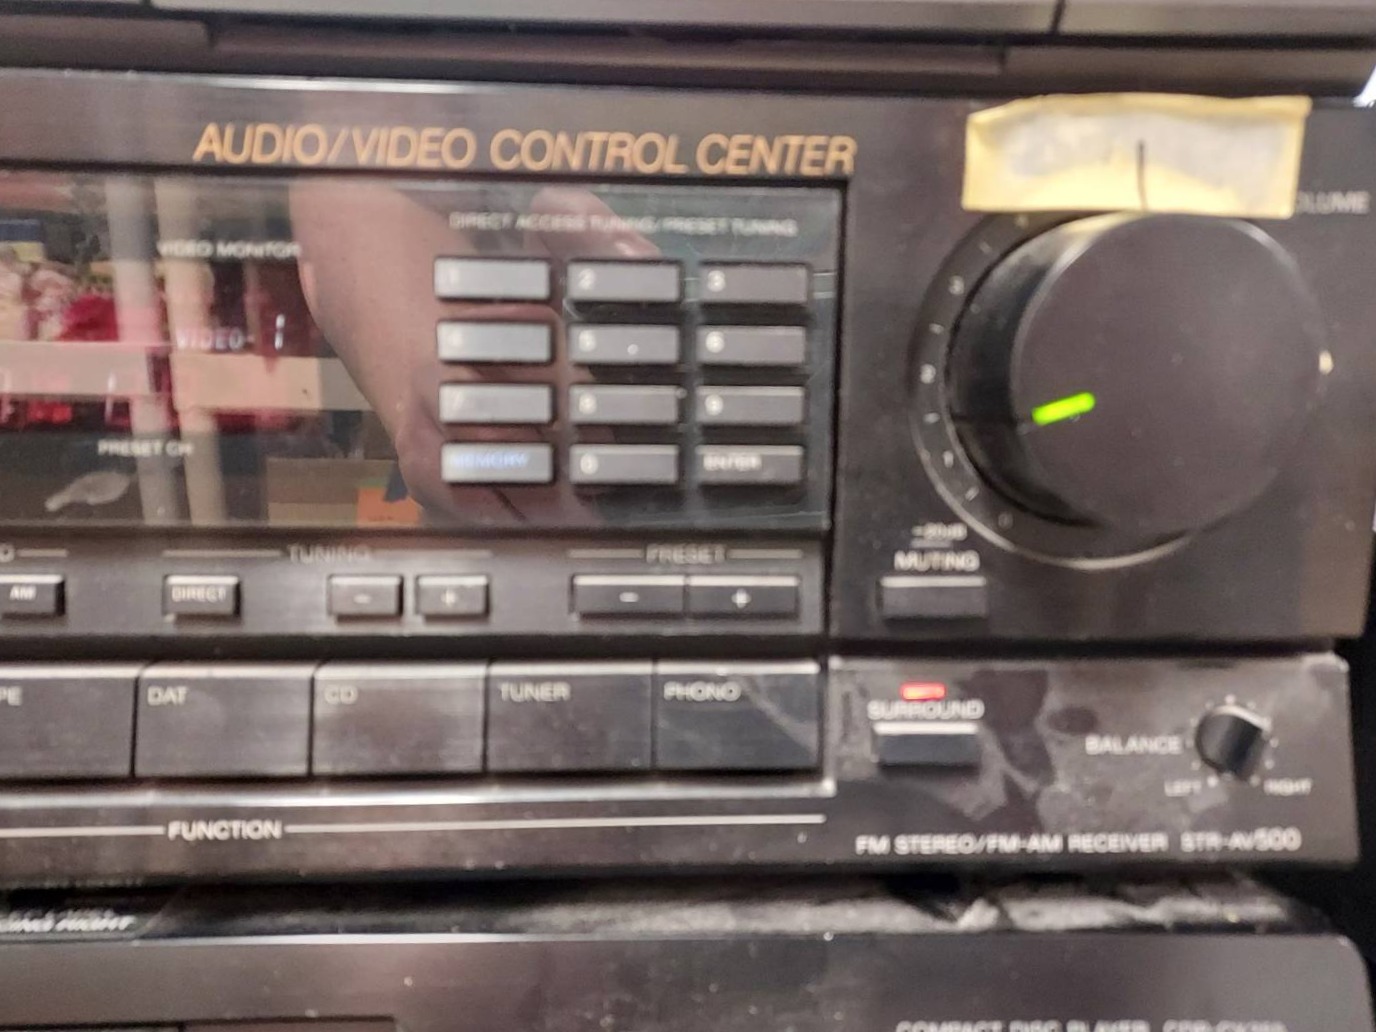 AUDIO/VIDEO CONTROL CENTER
DIRECT ACCESS TUNING/PRESET TUNING
VIDEO MONITOR
1 2 3
VIDEO-1
4 5 6
7 8 9
PRESET CH
MEMORY 0 ENTER
-20dB
MUTING
TUNING
PRESET
AM
DIRECT
- +
- +
DAT
CD
TUNER
PHONO
SURROUND
BALANCE
LEFT RIGHT
FUNCTION
FM STEREO/FM-AM RECEIVER STR-AV500
COMPACT DISC PLAYER